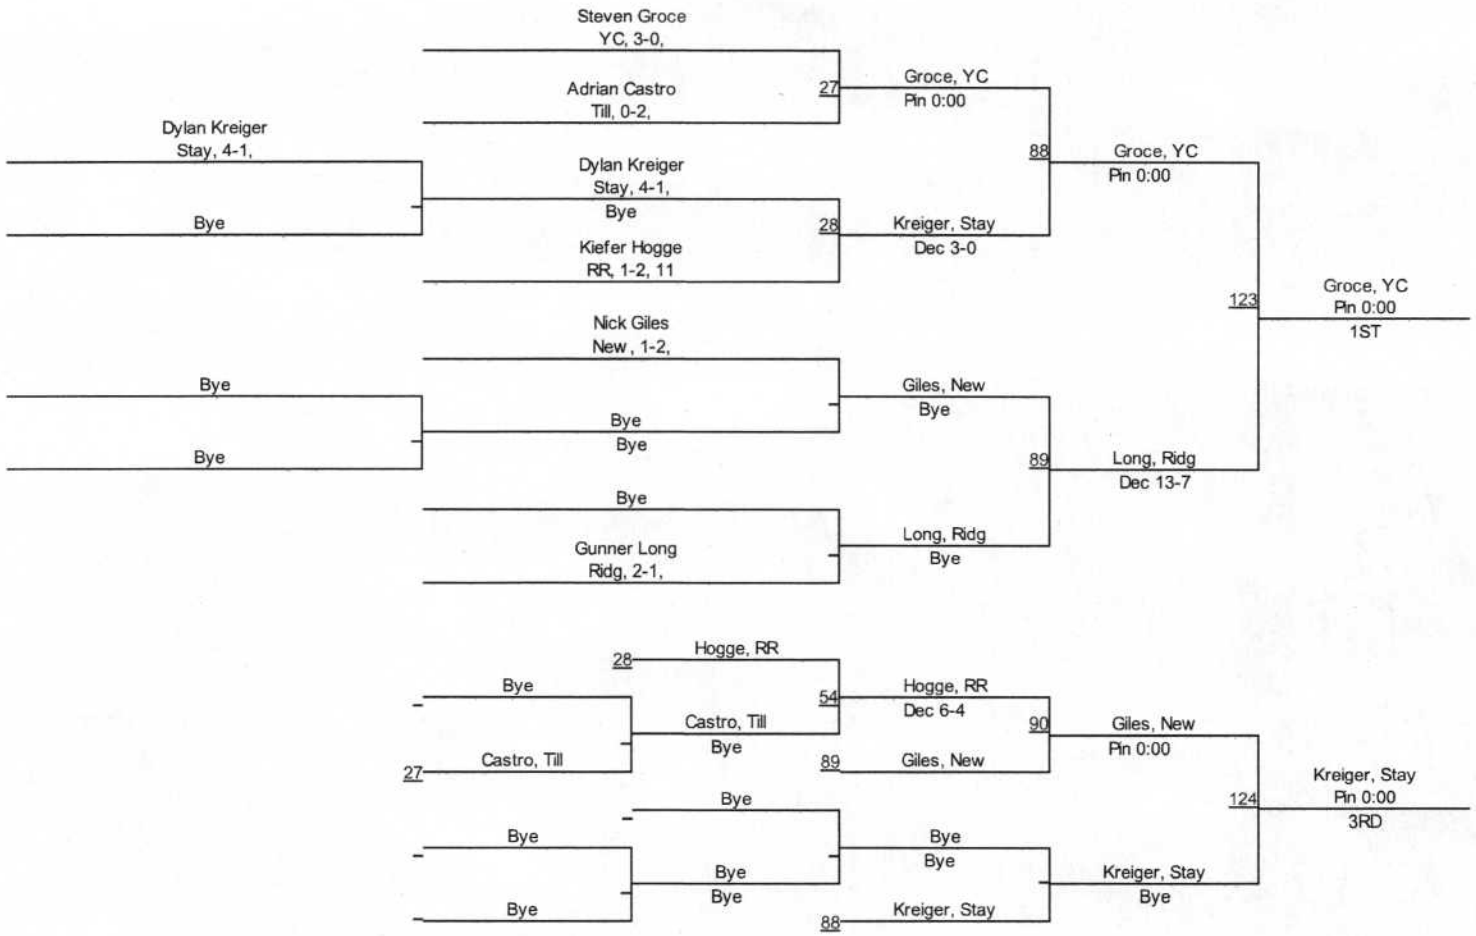 Steven Groce
YC, 3-0,
Groce, YC
27
Pin 0:00
Adrian Castro
Till, 0-2,
Dylan Kreiger
Stay, 4-1,
88
Groce, YC
Pin 0:00
Dylan Kreiger
Stay, 4-1,
Bye
Bye
28
Kreiger, Stay
Dec 3-0
Kiefer Hogge
RR, 1-2, 11
123
Groce, YC
Pin 0:00
1ST
Nick Giles
New , 1-2,
Bye
Giles, New
Bye
Bye
Bye
Bye
89
Long, Ridg
Dec 13-7
Bye
Long, Ridg
Bye
Gunner Long
Ridg, 2-1,
28
Hogge, RR
Bye
54
Hogge, RR
Dec 6-4
Castro, Till
Bye
90
Giles, New
Pin 0:00
27
Castro, Till
89
Giles, New
Kreiger, Stay
124
Pin 0:00
3RD
Bye
Bye
Bye
Bye
Bye
Bye
Kreiger, Stay
Bye
Bye
88
Kreiger, Stay